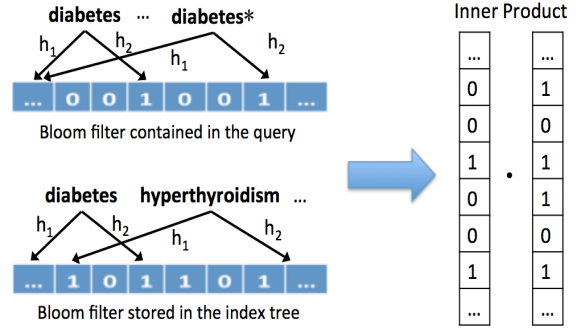 diabetes ... diabetes*
h1 h2 h1 h2
... 0 0 1 0 0 1 ...
Bloom filter contained in the query
diabetes hyperthyroidism ...
h1 h2 h1 h2
... 1 0 1 1 0 1 ...
Bloom filter stored in the index tree
Inner Product
... ...
0 1
0 0
1 1
.
0 1
0 0
1 1
... ...